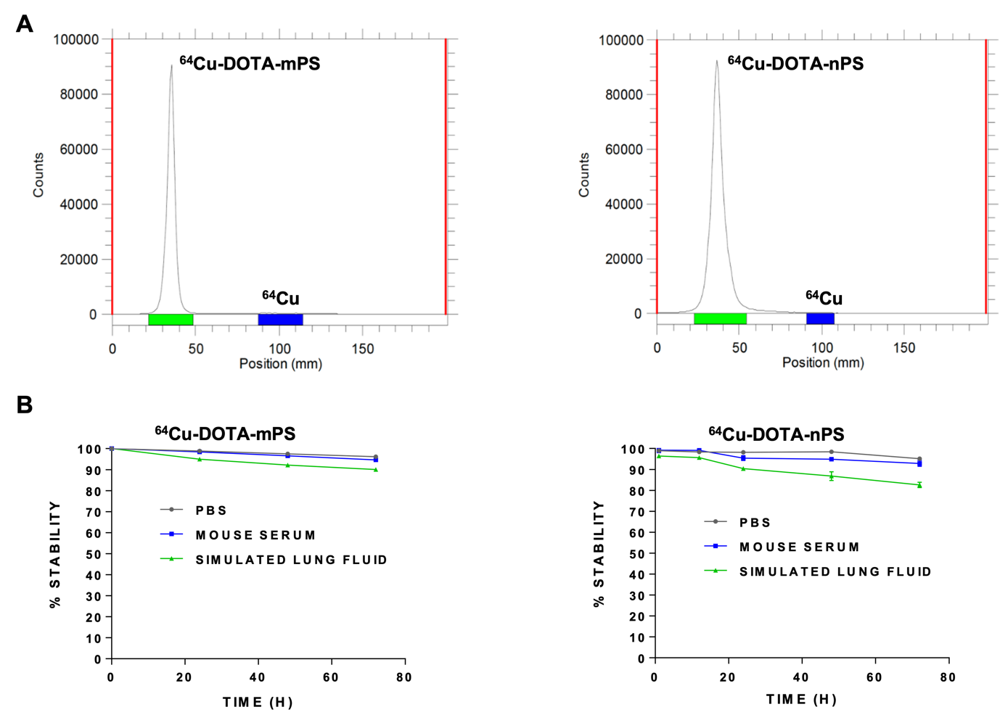 A
100000
80000
60000
40000
20000
0
Counts
⁶⁴Cu-DOTA-mPS
⁶⁴Cu
0 50 100 150
Position (mm)
100000
80000
60000
40000
20000
0
Counts
⁶⁴Cu-DOTA-nPS
⁶⁴Cu
0 50 100 150
Position (mm)
B
⁶⁴Cu-DOTA-mPS
100
90
80
70
60
50
40
30
20
10
0
% STABILITY
PBS
MOUSE SERUM
SIMULATED LUNG FLUID
0 20 40 60 80
TIME (H)
⁶⁴Cu-DOTA-nPS
100
90
80
70
60
50
40
30
20
10
0
% STABILITY
PBS
MOUSE SERUM
SIMULATED LUNG FLUID
0 20 40 60 80
TIME (H)